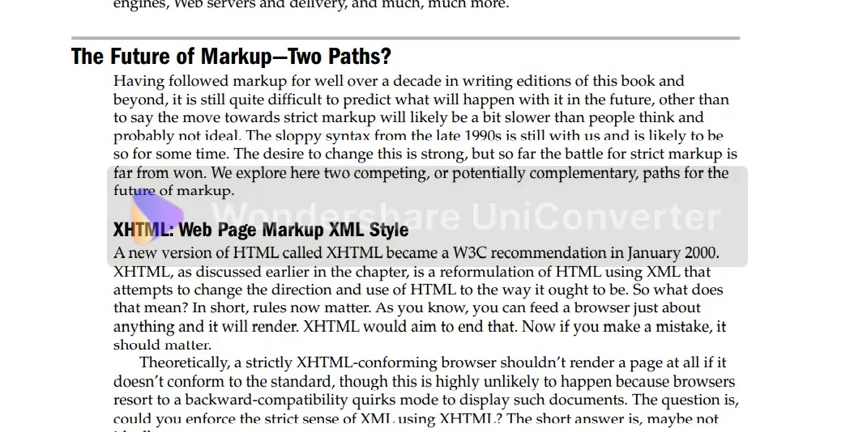 engines, Web servers and delivery, and much, much more.
The Future of Markup—Two Paths?
Having followed markup for well over a decade in writing editions of this book and
beyond, it is still quite difficult to predict what will happen with it in the future, other than
to say the move towards strict markup will likely be a bit slower than people think and
probably not ideal. The sloppy syntax from the late 1990s is still with us and is likely to be
so for some time. The desire to change this is strong, but so far the battle for strict markup is
far from won. We explore here two competing, or potentially complementary, paths for the
future of markup.
Wondershare UniConverter
XHTML: Web Page Markup XML Style
A new version of HTML called XHTML became a W3C recommendation in January 2000.
XHTML, as discussed earlier in the chapter, is a reformulation of HTML using XML that
attempts to change the direction and use of HTML to the way it ought to be. So what does
that mean? In short, rules now matter. As you know, you can feed a browser just about
anything and it will render. XHTML would aim to end that. Now if you make a mistake, it
should matter.
Theoretically, a strictly XHTML-conforming browser shouldn't render a page at all if it
doesn't conform to the standard, though this is highly unlikely to happen because browsers
resort to a backward-compatibility quirks mode to display such documents. The question is,
could you enforce the strict sense of XML using XHTML? The short answer is, maybe not